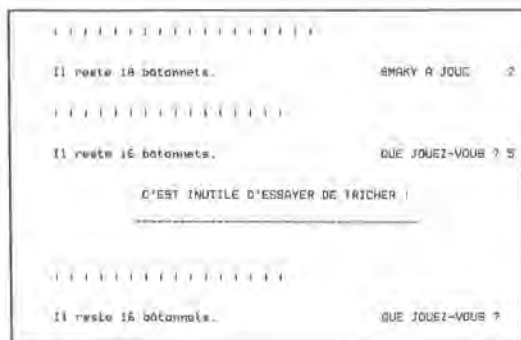 | | | | | | | | | | | | | | | | | |
Il reste 18 bâtonnets. SMAKY A JOUE 2
| | | | | | | | | | | | | | | |
Il reste 16 bâtonnets. QUE JOUEZ-VOUS ? 5
C'EST INUTILE D'ESSAYER DE TRICHER !
| | | | | | | | | | | | | | | |
Il reste 16 bâtonnets. QUE JOUEZ-VOUS ?